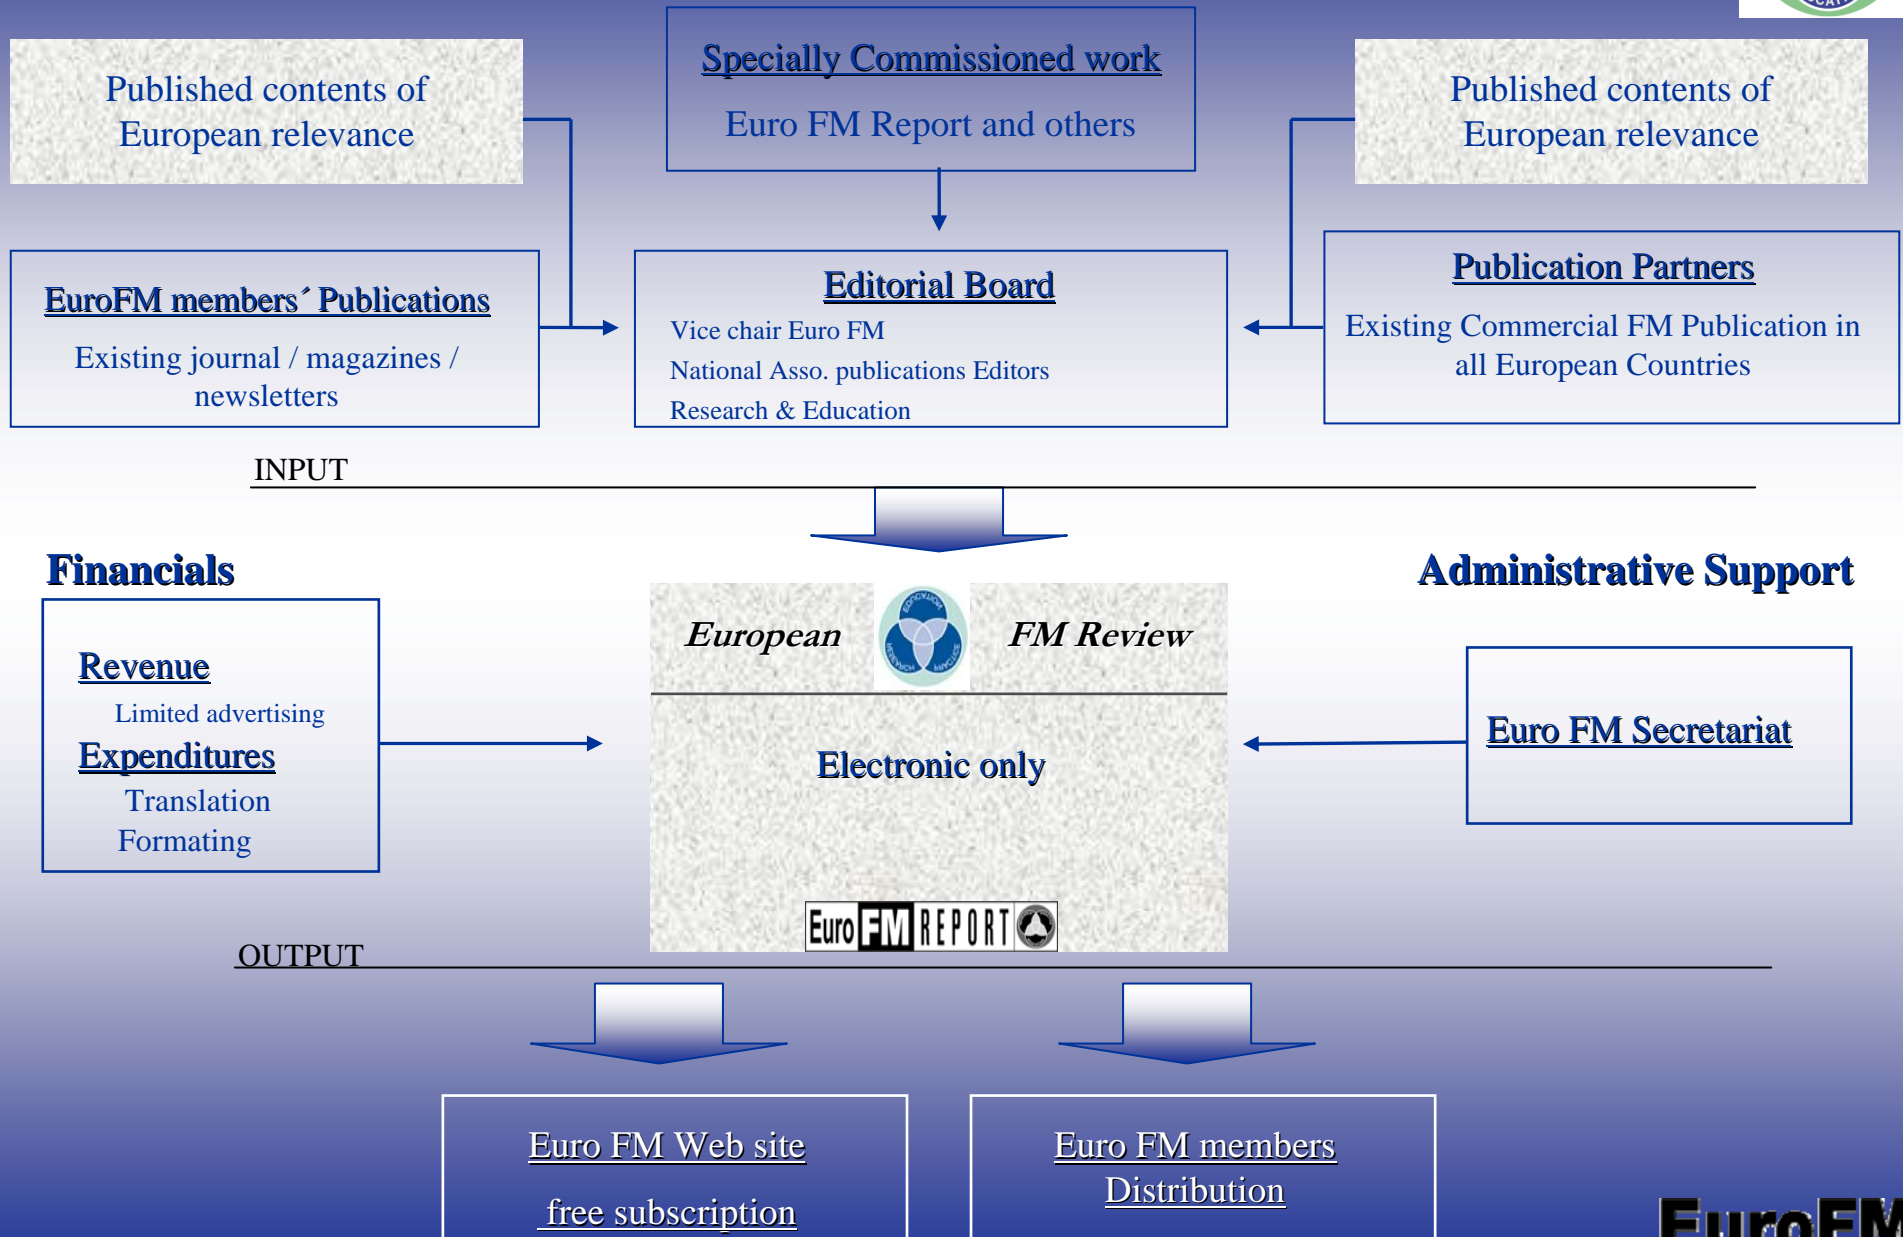 Published contents of
European relevance
Specially Commissioned work
Euro FM Report and others
Published contents of
European relevance
EuroFM members´ Publications
Existing journal / magazines /
newsletters
Editorial Board
Vice chair Euro FM
National Asso. publications Editors
Research & Education
Publication Partners
Existing Commercial FM Publication in
all European Countries
INPUT
Financials
Revenue
Limited advertising
Expenditures
Translation
Formating
European FM Review
EDUCATION
RESEARCH PRACTICE
Electronic only
Euro FM REPORT
Administrative Support
Euro FM Secretariat
OUTPUT
Euro FM Web site
free subscription
Euro FM members
Distribution
EuroFM